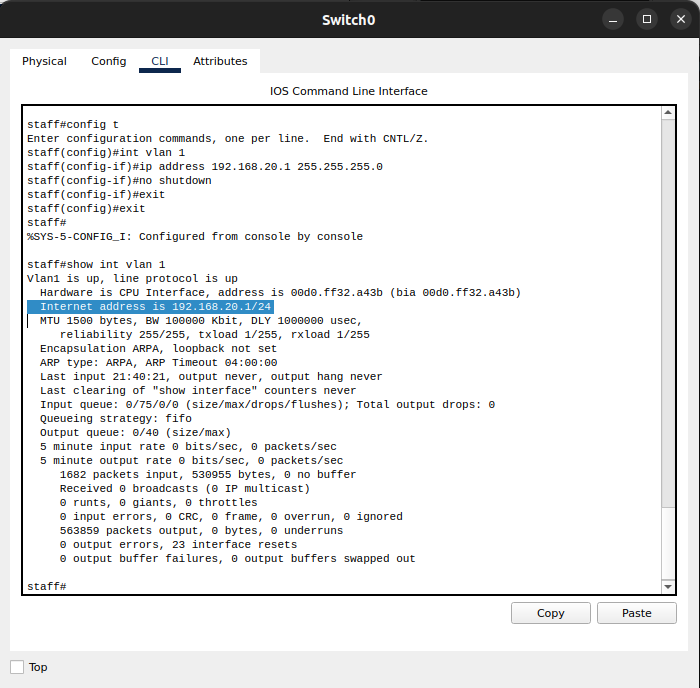 Switch0
Physical Config CLI Attributes
IOS Command Line Interface
staff#config t
Enter configuration commands, one per line.  End with CNTL/Z.
staff(config)#int vlan 1
staff(config-if)#ip address 192.168.20.1 255.255.255.0
staff(config-if)#no shutdown
staff(config-if)#exit
staff(config)#exit
staff#
%SYS-5-CONFIG_I: Configured from console by console
staff#show int vlan 1
Vlan1 is up, line protocol is up
  Hardware is CPU Interface, address is 00d0.ff32.a43b (bia 00d0.ff32.a43b)
  Internet address is 192.168.20.1/24
  MTU 1500 bytes, BW 100000 Kbit, DLY 1000000 usec,
     reliability 255/255, txload 1/255, rxload 1/255
  Encapsulation ARPA, loopback not set
  ARP type: ARPA, ARP Timeout 04:00:00
  Last input 21:40:21, output never, output hang never
  Last clearing of "show interface" counters never
  Input queue: 0/75/0/0 (size/max/drops/flushes); Total output drops: 0
  Queueing strategy: fifo
  Output queue: 0/40 (size/max)
  5 minute input rate 0 bits/sec, 0 packets/sec
  5 minute output rate 0 bits/sec, 0 packets/sec
     1682 packets input, 530955 bytes, 0 no buffer
     Received 0 broadcasts (0 IP multicast)
     0 runts, 0 giants, 0 throttles
     0 input errors, 0 CRC, 0 frame, 0 overrun, 0 ignored
     563859 packets output, 0 bytes, 0 underruns
     0 output errors, 23 interface resets
     0 output buffer failures, 0 output buffers swapped out
staff#
Copy Paste
Top